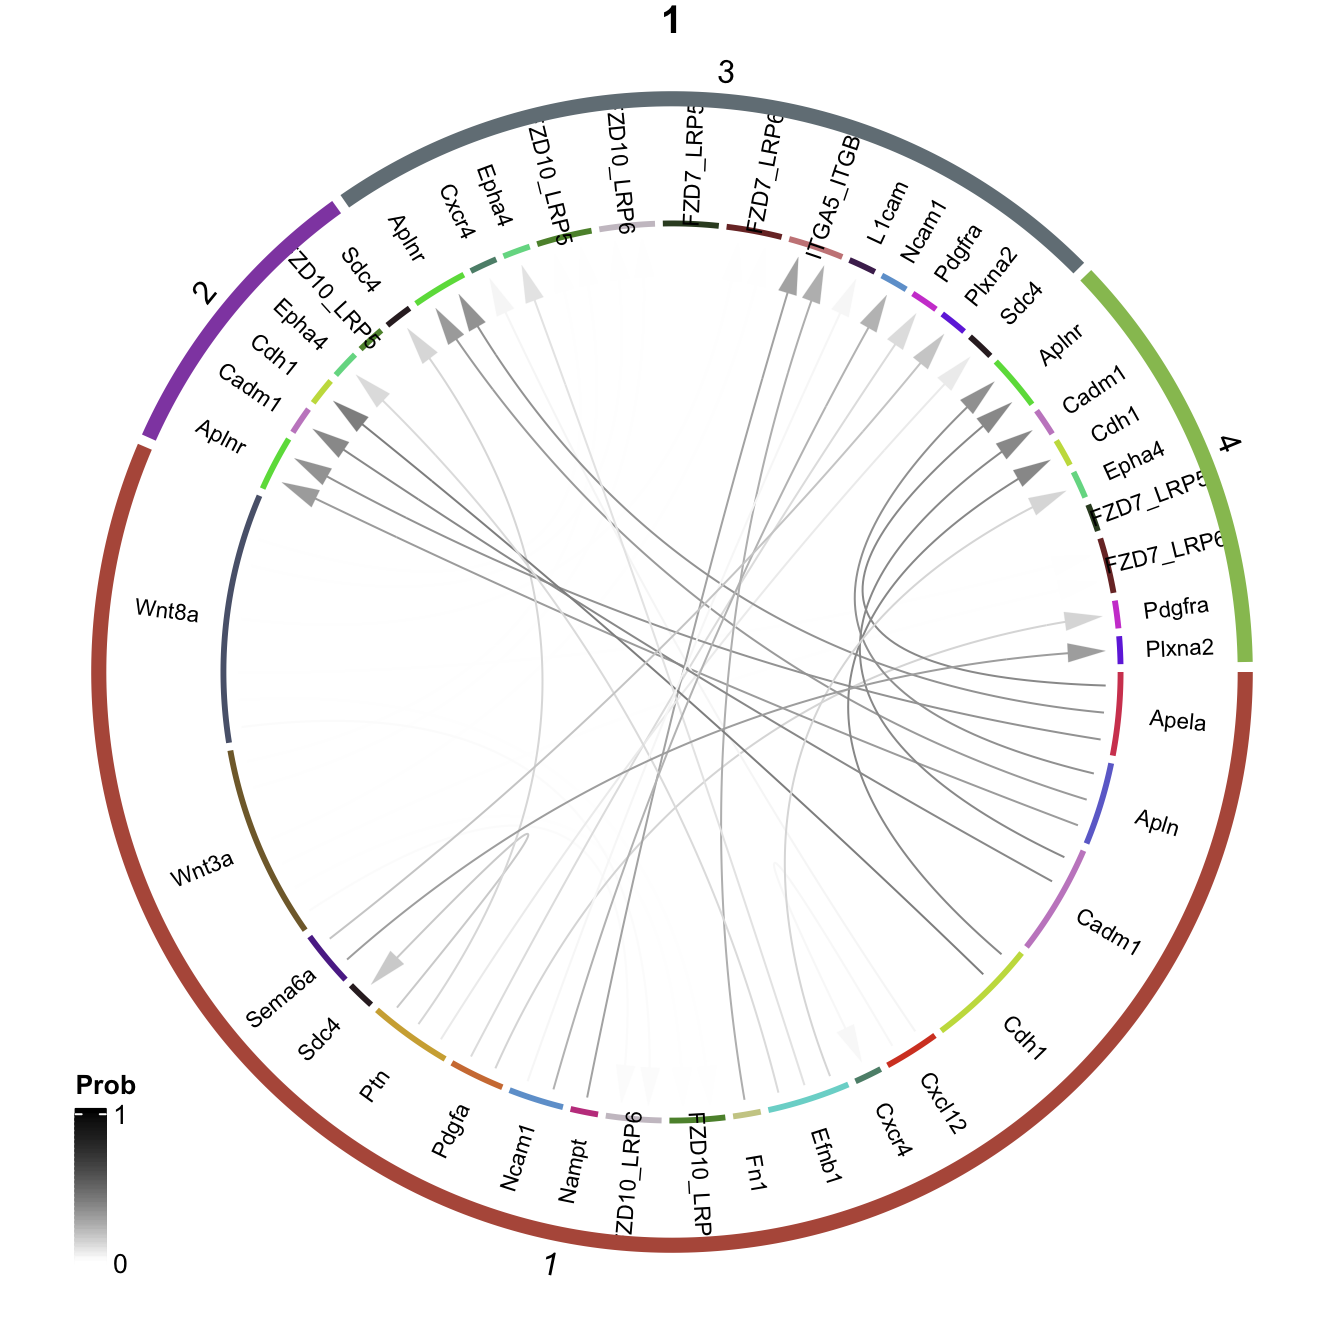 1
3
2
4
1
Aplnr
Cadm1
Cdh1
Epha4
ZD10_LRP5
Sdc4
Aplnr
Cxcr4
Epha4
ZD10_LRP5
ZD10_LRP6
FZD7_LRP5
FZD7_LRP6
ITGA5_ITGB
L1cam
Ncam1
Pdgfra
Plxna2
Sdc4
Aplnr
Cadm1
Cdh1
Epha4
FZD7_LRP5
FZD7_LRP6
Pdgfra
Plxna2
Apela
Apln
Cadm1
Cdh1
Cxcl12
Cxcr4
Efnb1
Fn1
FZD10_LRP
ZD10_LRP6
Nampt
Ncam1
Pdgfa
Ptn
Sdc4
Sema6a
Wnt3a
Wnt8a
Prob
1
0